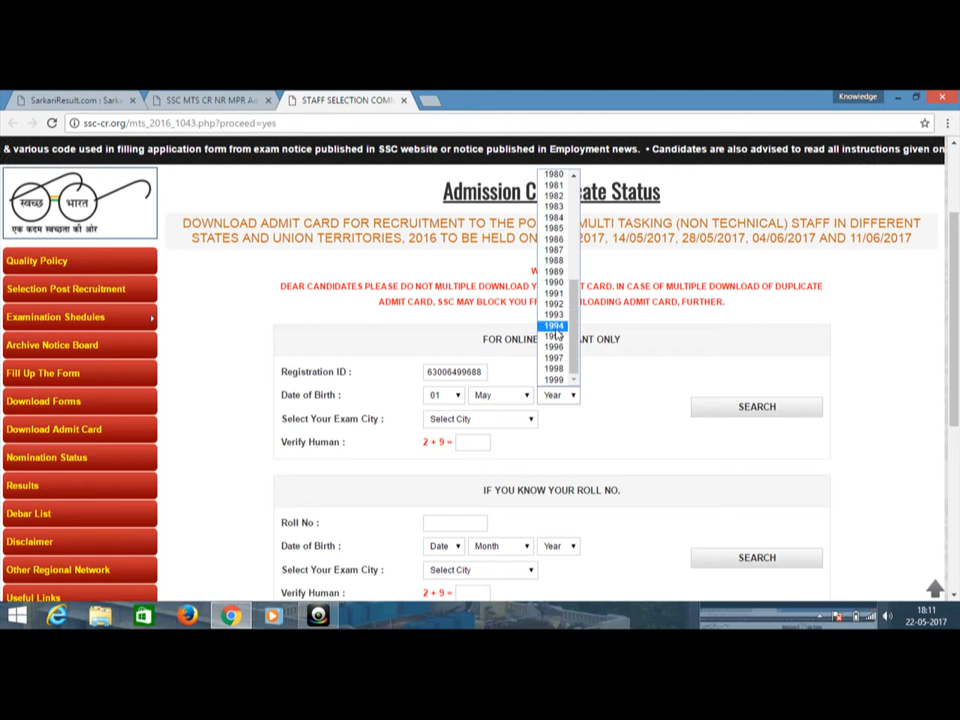 SarkariResult.com : Sarka
SSC MTS CR NR MPR Ad
STAFF SELECTION COMM
Knowledge
ssc-cr.org/mts_2016_1043.php?proceed=yes
& various code used in filling application form from exam notice published in SSC website or notice published in Employment news. • Candidates are also advised to read all instructions given on
स्वच्छ भारत
एक कदम स्वच्छता की ओर
Quality Policy
Selection Post Recruitment
Examination Shedules
Archive Notice Board
Fill Up The Form
Download Forms
Download Admit Card
Nomination Status
Results
Debar List
Disclaimer
Other Regional Network
Useful Links
Admission C cate Status
DOWNLOAD ADMIT CARD FOR RECRUITMENT TO THE PO MULTI TASKING (NON TECHNICAL) STAFF IN DIFFERENT
STATES AND UNION TERRITORIES, 2016 TO BE HELD ON 2017, 14/05/2017, 28/05/2017, 04/06/2017 AND 11/06/2017
W
DEAR CANDIDATES PLEASE DO NOT MULTIPLE DOWNLOAD Y T CARD. IN CASE OF MULTIPLE DOWNLOAD OF DUPLICATE
ADMIT CARD, SSC MAY BLOCK YOU F LOADING ADMIT CARD, FURTHER.
FOR ONLINE ANT ONLY
1980
1981
1982
1983
1984
1985
1986
1987
1988
1989
1990
1991
1992
1993
1994
1995
1996
1997
1998
1999
Registration ID : 63006499688
Date of Birth : 01 May Year
SEARCH
Select Your Exam City : Select City
Verify Human : 2 + 9 =
IF YOU KNOW YOUR ROLL NO.
Roll No :
Date of Birth : Date Month Year
SEARCH
Select Your Exam City : Select City
Verify Human : 2 + 9 =
18:11
22-05-2017